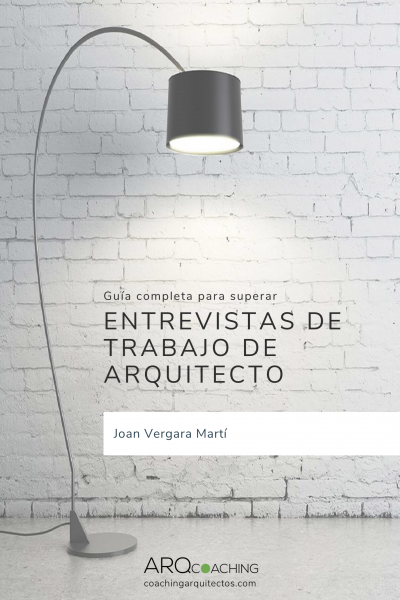 Guía completa para superar
ENTREVISTAS DE
TRABAJO DE
ARQUITECTO
Joan Vergara Martí
ARQCOACHING
coachingarquitectos.com